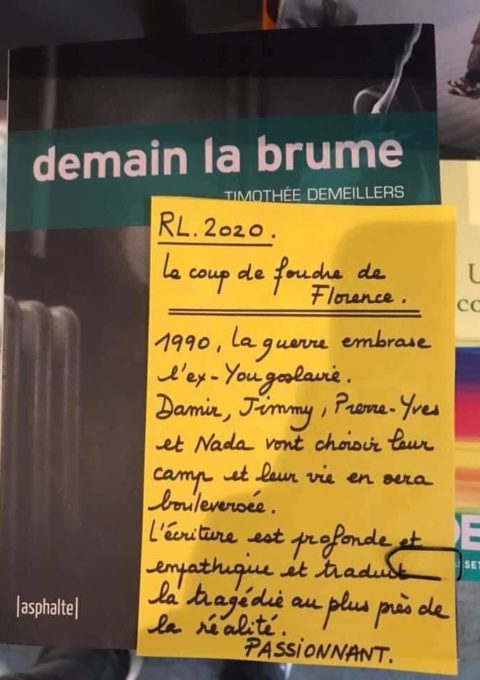 demain la brume
TIMOTHÉE DEMEILLERS
RL. 2020.
Le coup de foudre de
Florence.
1990, La guerre embrase
l'ex-Yougoslavie.
Damir, Jimmy, Pierre-Yves
et Nada vont choisir leur
camp et leur vie en sera
bouleversée.
L'écriture est profonde et
empathique et traduit
la tragédie au plus près de
la réalité.
PASSIONNANT.
|asphalte|